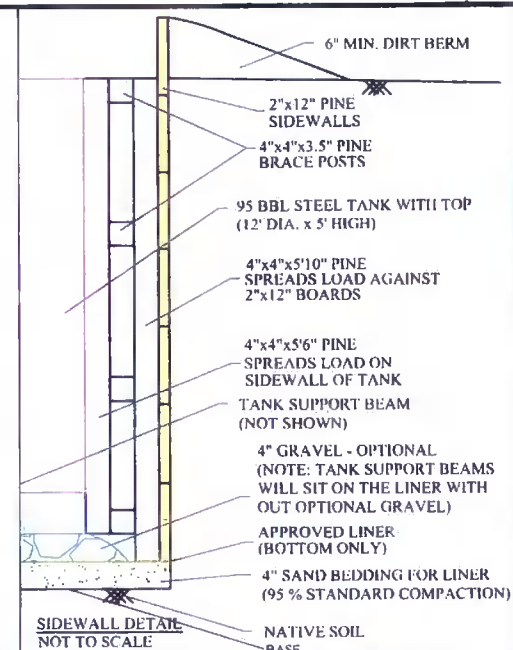 6" MIN. DIRT BERM
2"x12" PINE
SIDEWALLS
4"x4"x3.5" PINE
BRACE POSTS
95 BBL STEEL TANK WITH TOP
(12' DIA. x 5' HIGH)
4"x4"x5'10" PINE
SPREADS LOAD AGAINST
2"x12" BOARDS
4"x4"x5'6" PINE
SPREADS LOAD ON
SIDEWALL OF TANK
TANK SUPPORT BEAM
(NOT SHOWN)
4" GRAVEL - OPTIONAL
(NOTE: TANK SUPPORT BEAMS
WILL SIT ON THE LINER WITH
OUT OPTIONAL GRAVEL)
APPROVED LINER
(BOTTOM ONLY)
4" SAND BEDDING FOR LINER
(95 % STANDARD COMPACTION)
SIDEWALL DETAIL
NOT TO SCALE
NATIVE SOIL
BASE